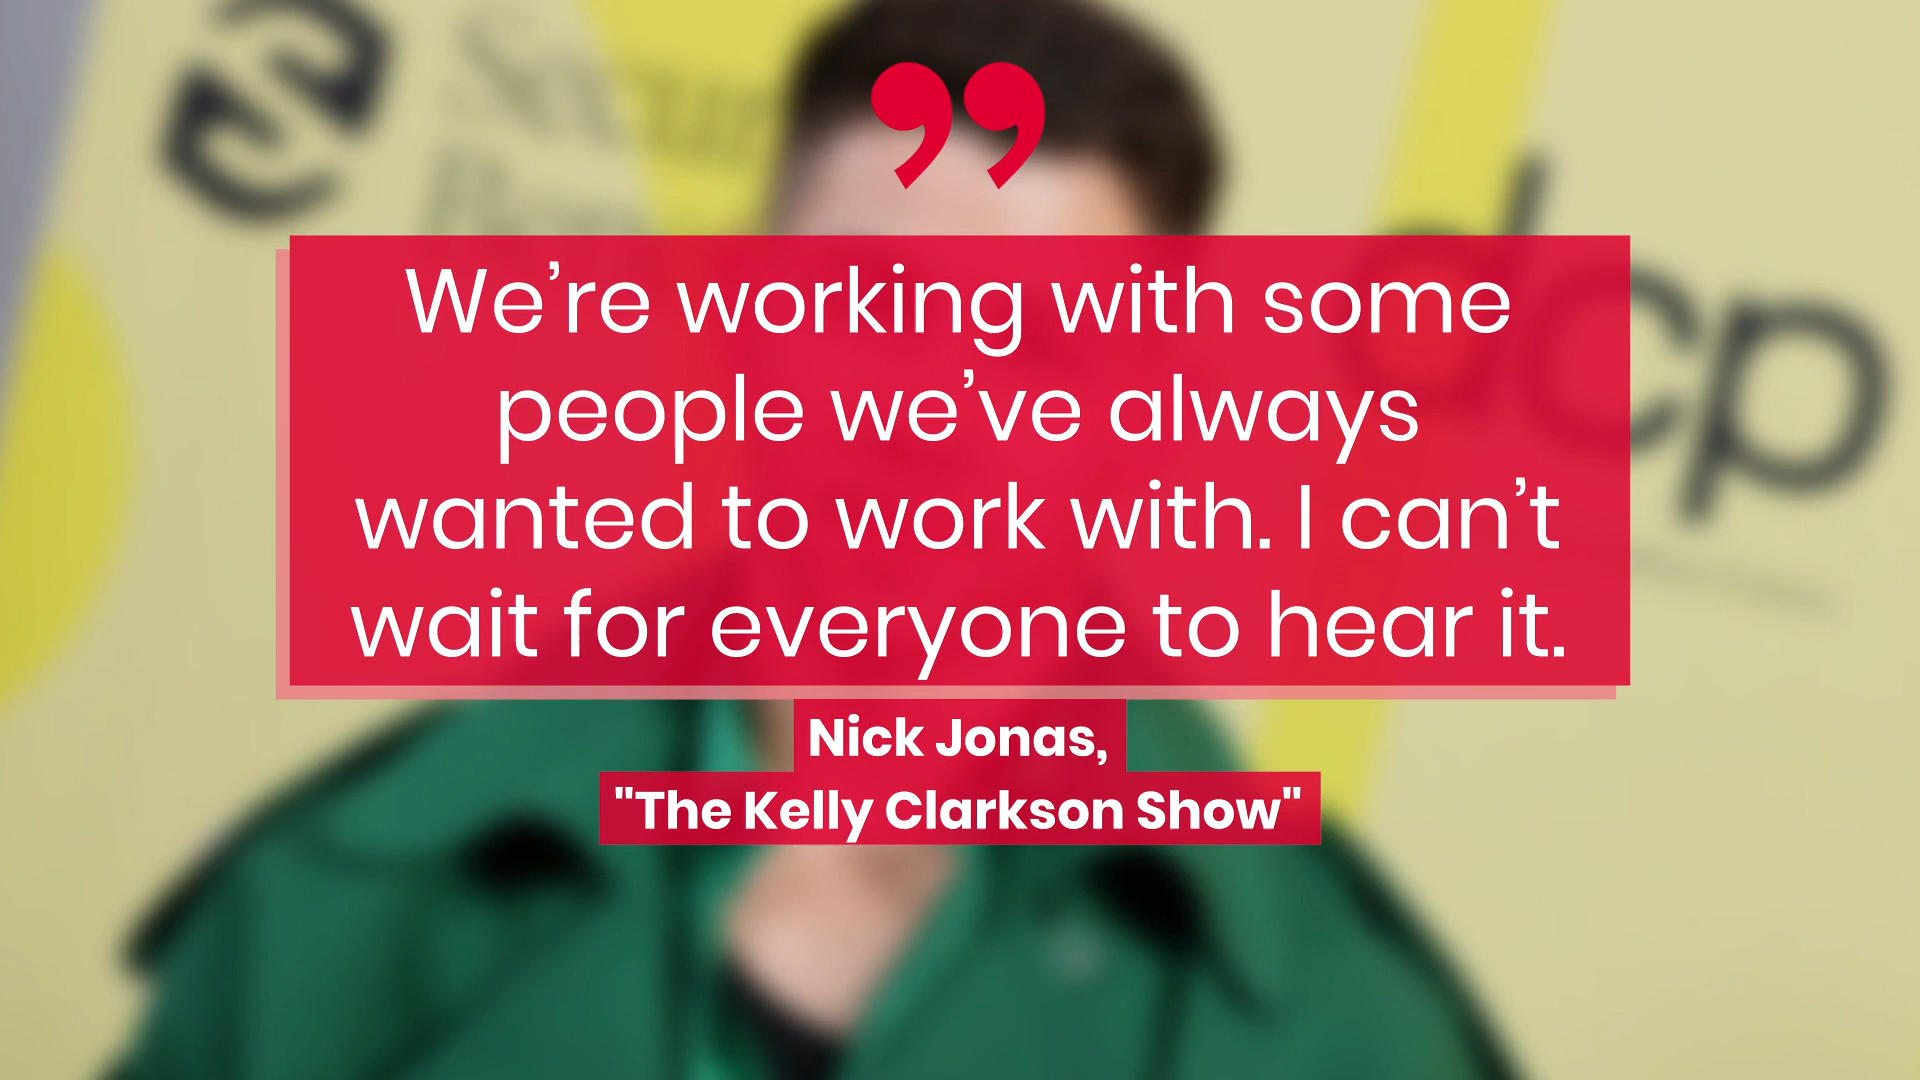 ”
We’re working with some
people we’ve always
wanted to work with. I can’t
wait for everyone to hear it.
Nick Jonas,
"The Kelly Clarkson Show"
dcp